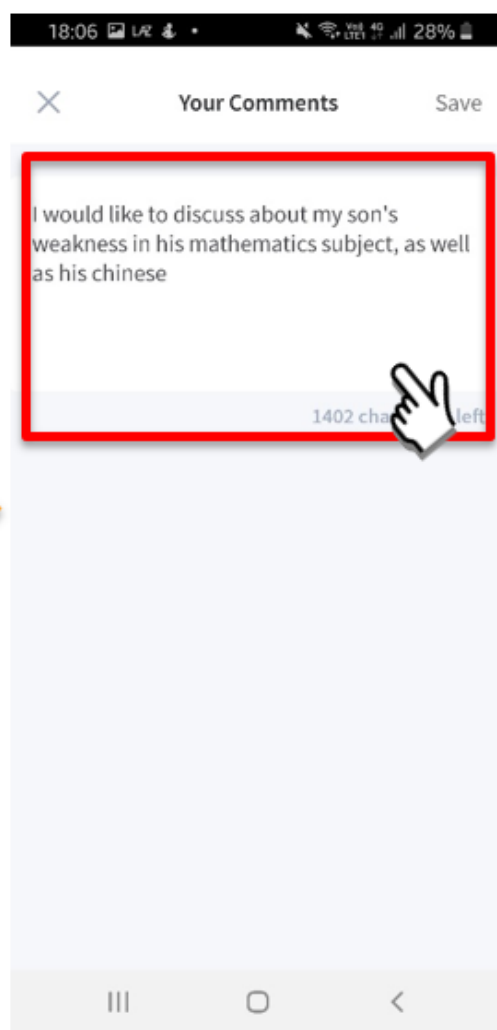 18:06 28%
Your Comments Save
I would like to discuss about my son's
weakness in his mathematics subject, as well
as his chinese
1402 left